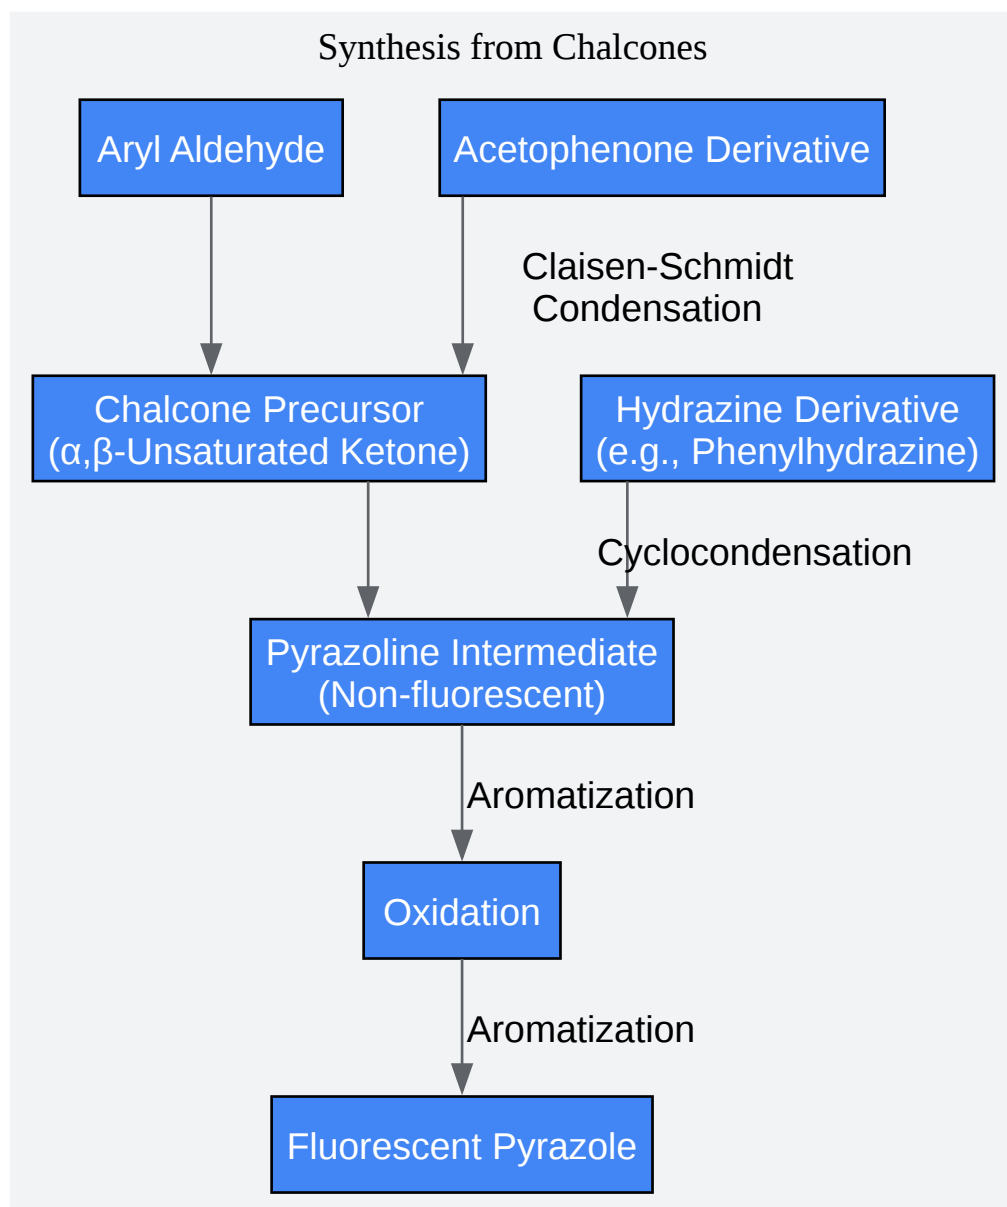 Synthesis from Chalcones
Aryl Aldehyde
Acetophenone Derivative
Claisen-Schmidt
Condensation
Chalcone Precursor
(α,β-Unsaturated Ketone)
Hydrazine Derivative
(e.g., Phenylhydrazine)
Cyclocondensation
Pyrazoline Intermediate
(Non-fluorescent)
Aromatization
Oxidation
Aromatization
Fluorescent Pyrazole